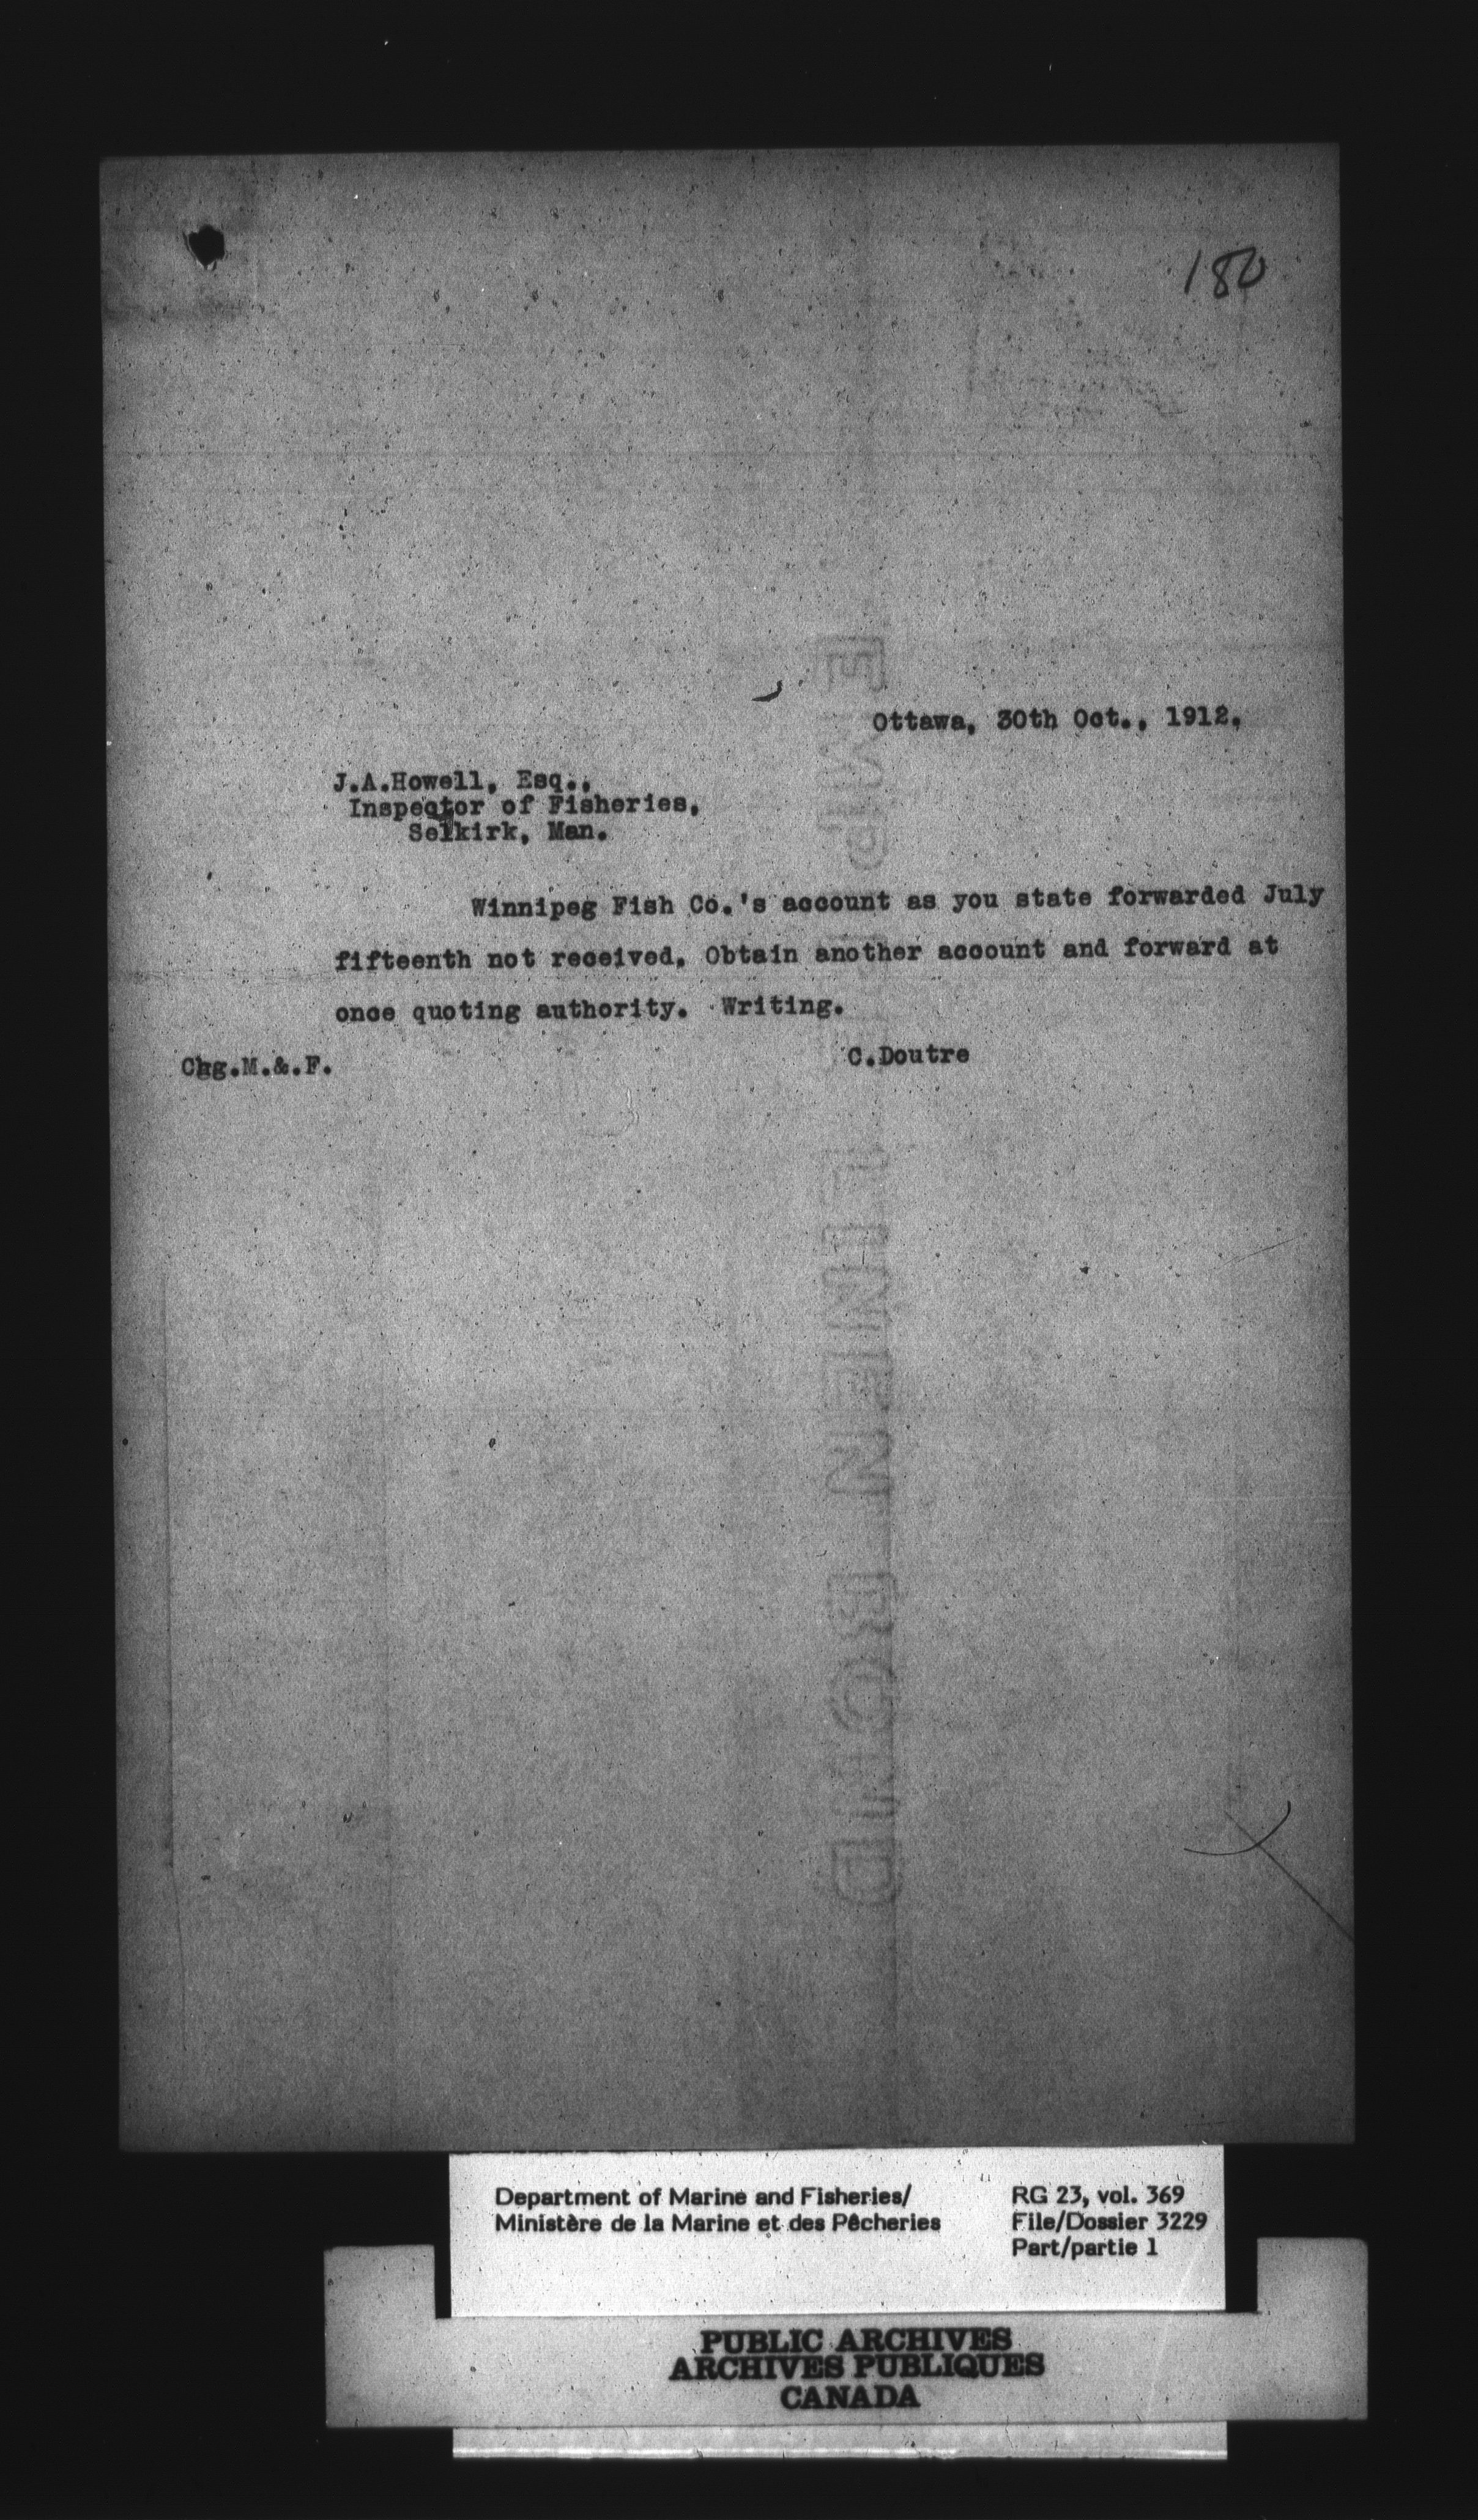 180
Ottawa, 30th Oct., 1912.
J.A.Howell, Esq.,
Inspector of Fisheries,
Selkirk, Man.
Winnipeg Fish Co.'s account as you state forwarded July
fifteenth not received. Obtain another account and forward at
once quoting authority. Writing.
C.Doutre
Chg.M.&.F.
EMPIRE LINEN BOND
Department of Marine and Fisheries/
Ministère de la Marine et des Pêcheries
RG 23, vol. 369
File/Dossier 3229
Part/partie 1
PUBLIC ARCHIVES
ARCHIVES PUBLIQUES
CANADA